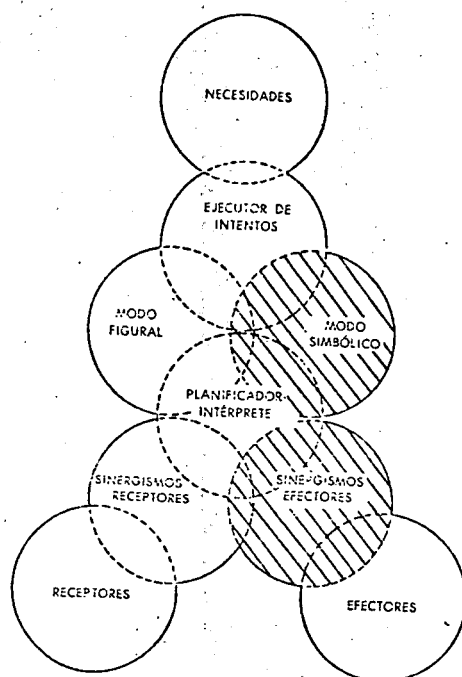 NECESIDADES
EJECUTOR DE
INTENTOS
MODO
FIGURAL
MODO
SIMBÓLICO
PLANIFICADOR-
INTÉRPRETE
SINERGISMOS
RECEPTORES
SINERGISMOS
EFECTORES
RECEPTORES
EFECTORES